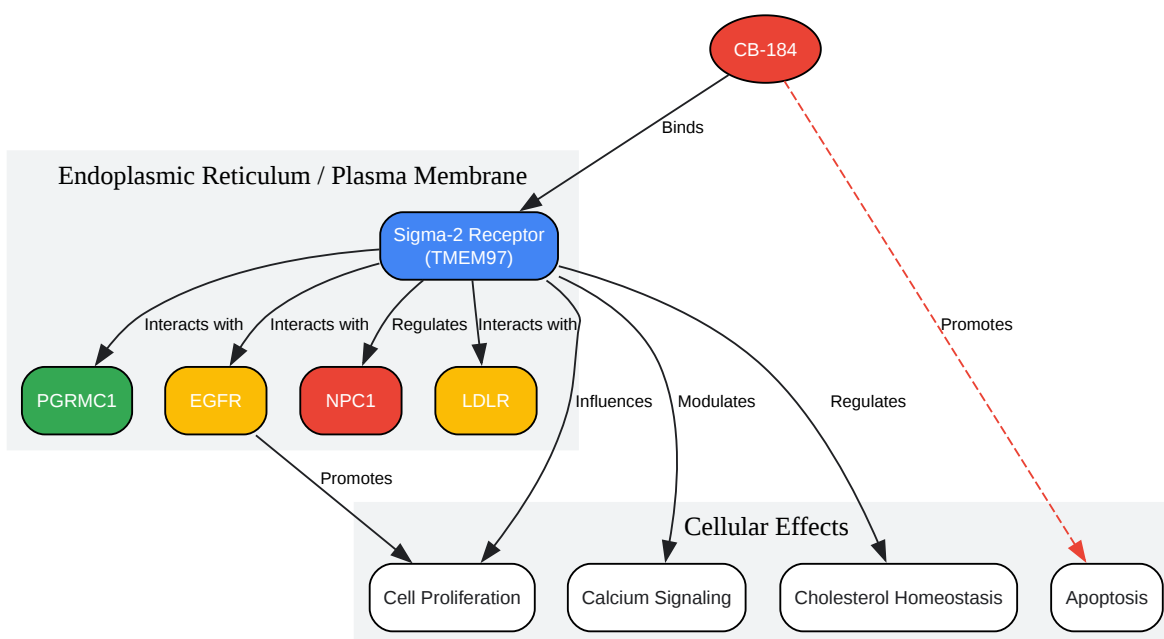 CB-184
Binds
Endoplasmic Reticulum / Plasma Membrane
Sigma-2 Receptor
(TMEM97)
Interacts with
Interacts with
Regulates
Interacts with
Promotes
PGRMC1
EGFR
NPC1
LDLR
Influences
Modulates
Regulates
Promotes
Cellular Effects
Cell Proliferation
Calcium Signaling
Cholesterol Homeostasis
Apoptosis